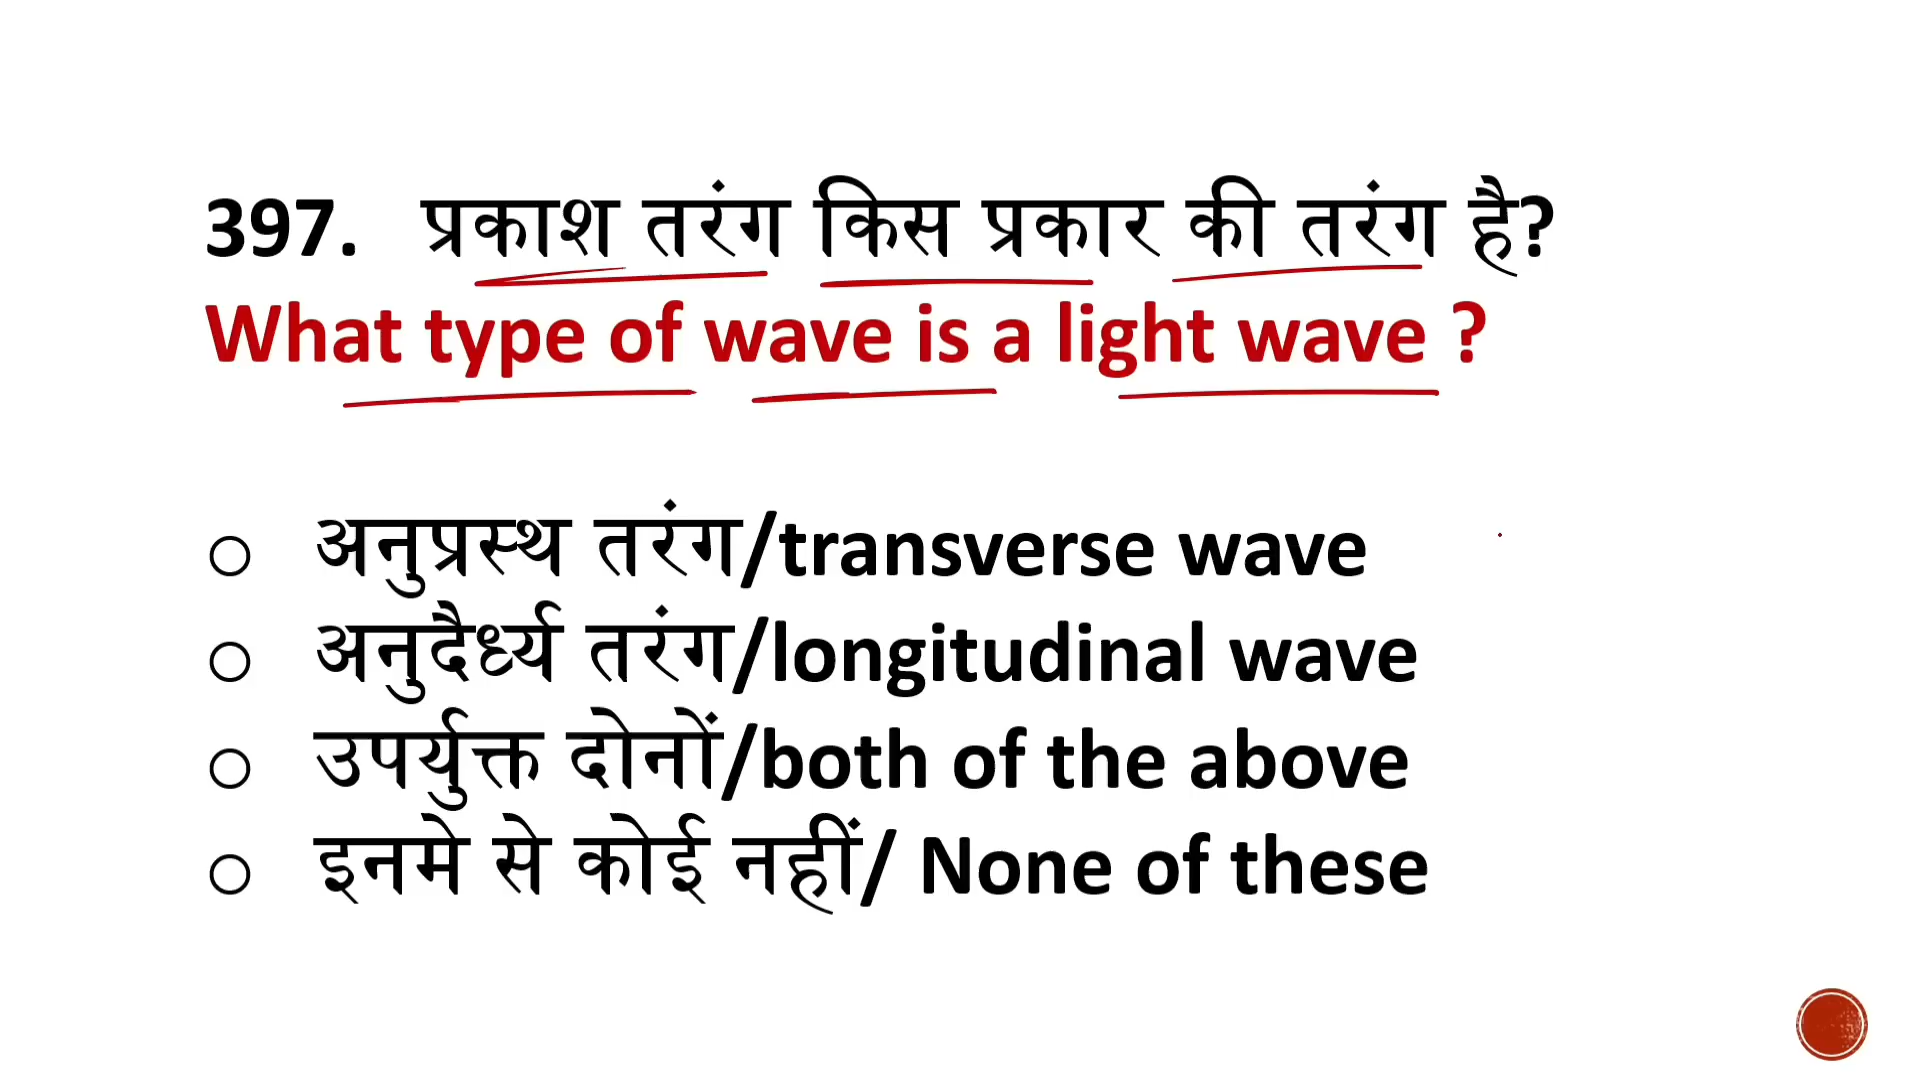 397. प्रकाश तरंग किस प्रकार की तरंग है?
What type of wave is a light wave ?
अनुप्रस्थ तरंग/transverse wave
अनुदैर्ध्य तरंग/longitudinal wave
उपर्युक्त दोनों/both of the above
इनमे से कोई नहीं/ None of these